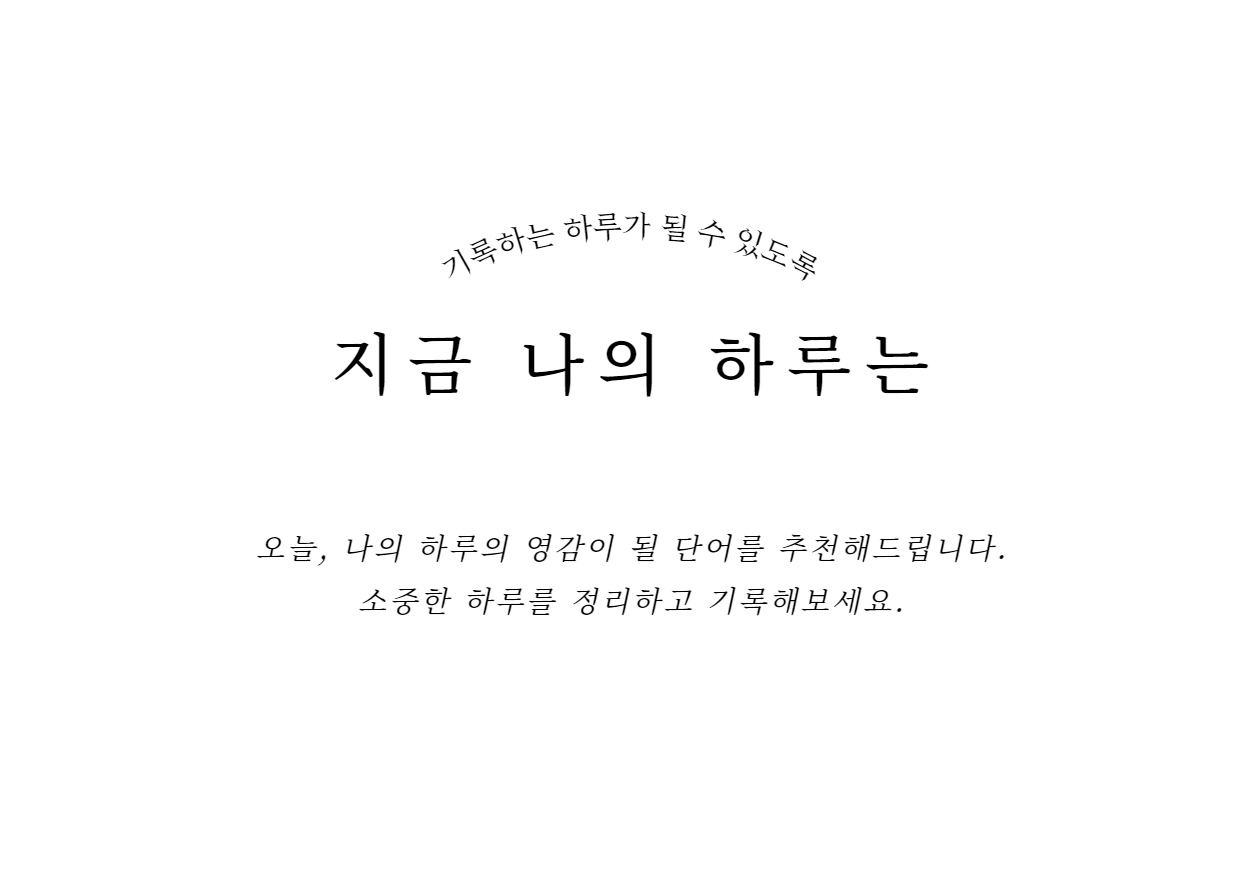 기록하는 하루가 될 수 있도록
지금 나의 하루는
오늘, 나의 하루의 영감이 될 단어를 추천해드립니다.
소중한 하루를 정리하고 기록해보세요.